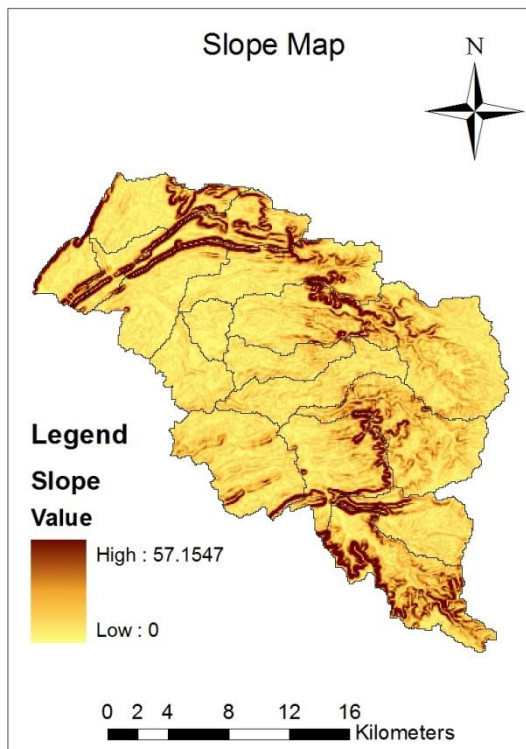 Slope Map
N
Legend
Slope
Value
High : 57.1547
Low : 0
0 2 4 8 12 16
Kilometers